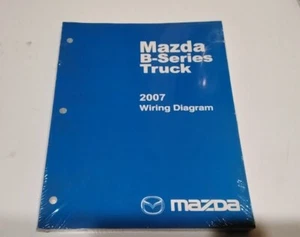 Mazda
B-Series
Truck
2007
Wiring Diagram
mazda